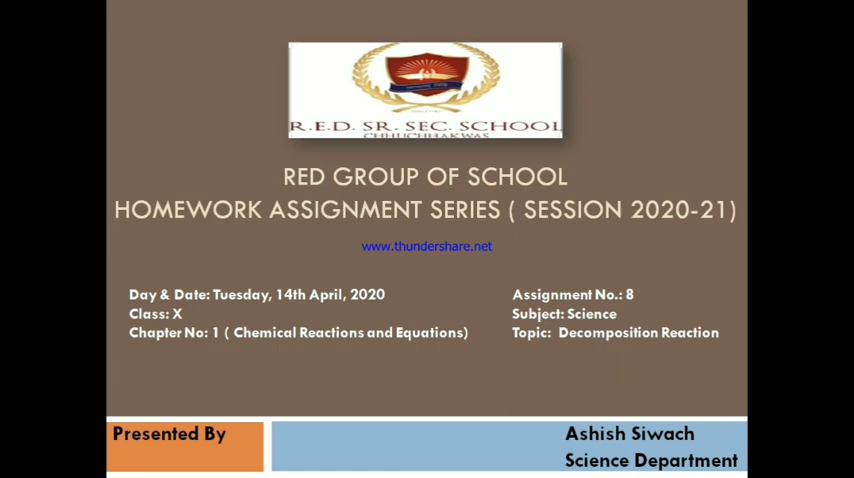 R.E.D. SR. SEC. SCHOOL
CHHUCHHAKWAS
RED GROUP OF SCHOOL
HOMEWORK ASSIGNMENT SERIES ( SESSION 2020-21)
www.thundershare.net
Day & Date: Tuesday, 14th April, 2020
Class: X
Chapter No: 1 ( Chemical Reactions and Equations)
Assignment No.: 8
Subject: Science
Topic: Decomposition Reaction
Presented By
Ashish Siwach
Science Department